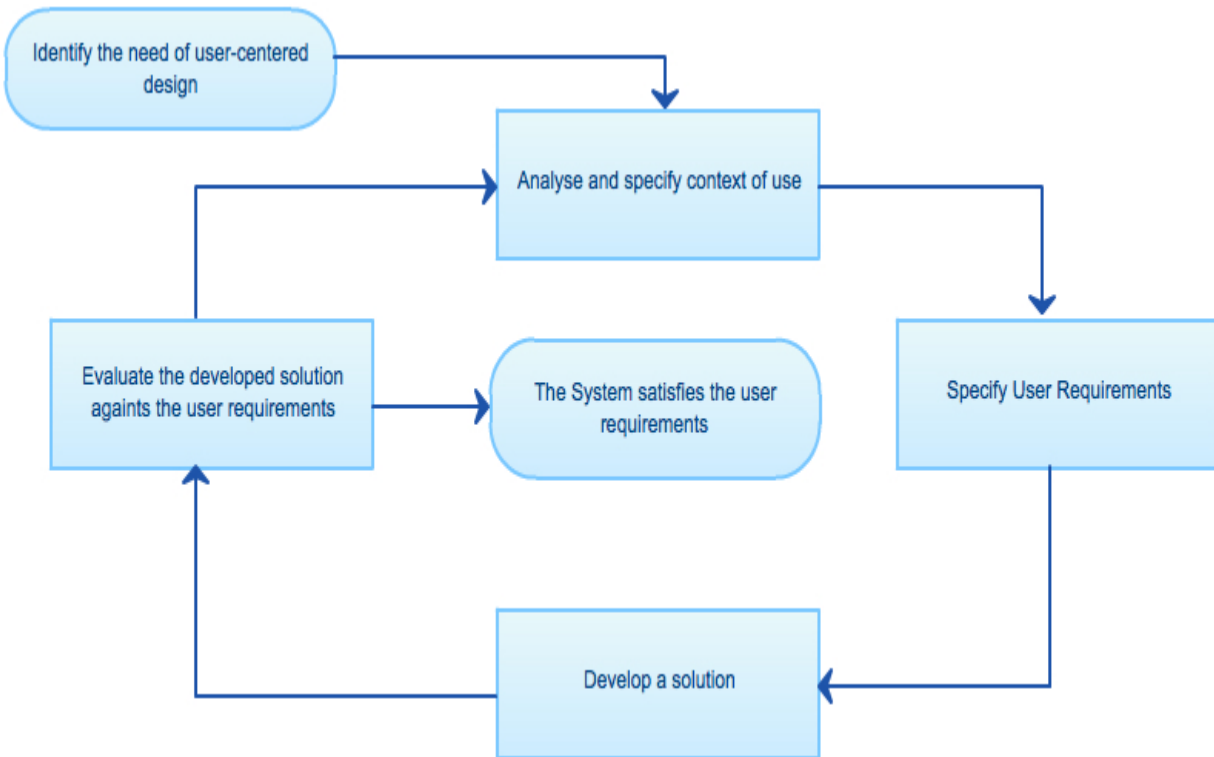 Identify the need of user-centered
design
Analyse and specify context of use
Evaluate the developed solution
againts the user requirements
The System satisfies the user
requirements
Specify User Requirements
Develop a solution